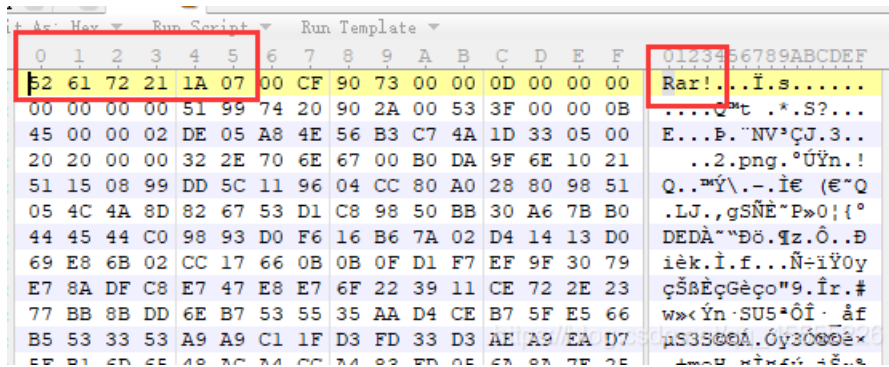 it As: Hex Run Script Run Template
0 1 2 3 4 5 6 7 8 9 A B C D E F 0123456789ABCDEF
52 61 72 21 1A 07 00 CF 90 73 00 00 0D 00 00 00 Rar!...Ï.s......
00 00 00 00 51 99 74 20 90 2A 00 53 3F 00 00 0B ....Q™t .*.S?...
45 00 00 02 DE 05 A8 4E 56 B3 C7 4A 1D 33 05 00 E...Þ.¨NV³ÇJ.3..
20 20 00 00 32 2E 70 6E 67 00 B0 DA 9F 6E 10 21 ..2.png.°ÚŸn.!
51 15 08 99 DD 5C 11 96 04 CC 80 A0 28 80 98 51 Q..™Ý\.–.Ì€ (€˜Q
05 4C 4A 8D 82 67 53 D1 C8 98 50 BB 30 A6 7B B0 .LJ.‚gSÑÈ˜P»0¦{°
44 45 44 C0 98 93 D0 F6 16 B6 7A 02 D4 14 13 D0 DEDÀ˜“Ðö.¶z.Ô..Ð
69 E8 6B 02 CC 17 66 0B 0B 0F D1 F7 EF 9F 30 79 ièk.Ì.f...Ñ÷ïŸ0y
E7 8A DF C8 E7 47 E8 E7 6F 22 39 11 CE 72 2E 23 çŠßÈçGèço"9.Îr.#
77 BB 8B DD 6E B7 53 55 35 AA D4 CE B7 5F E5 66 w»‹Ýn·SU5ªÔÎ·_åf
B5 53 33 53 A9 A9 C1 1F D3 FD 33 D3 AE A9 EA D7 µS3S©©Á.Óý3Ó®©ê×